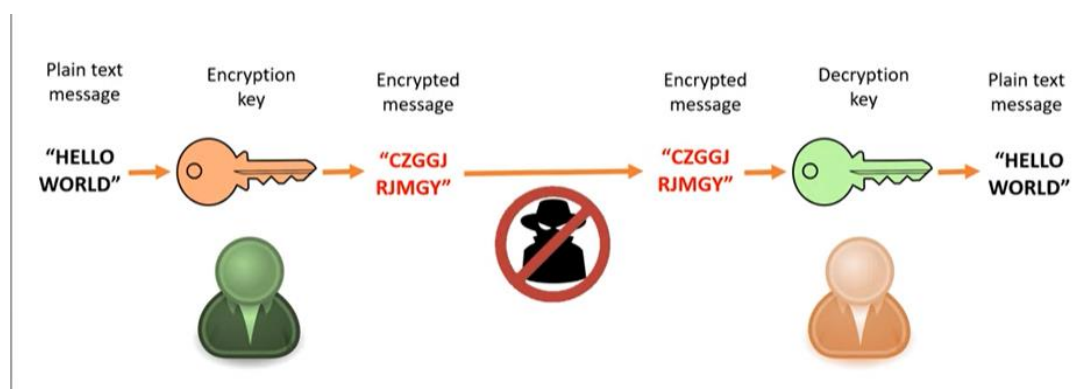 Plain text
message
Encryption
key
Encrypted
message
Encrypted
message
Decryption
key
Plain text
message
“HELLO
WORLD”
“CZGGJ
RJMGY”
“CZGGJ
RJMGY”
“HELLO
WORLD”